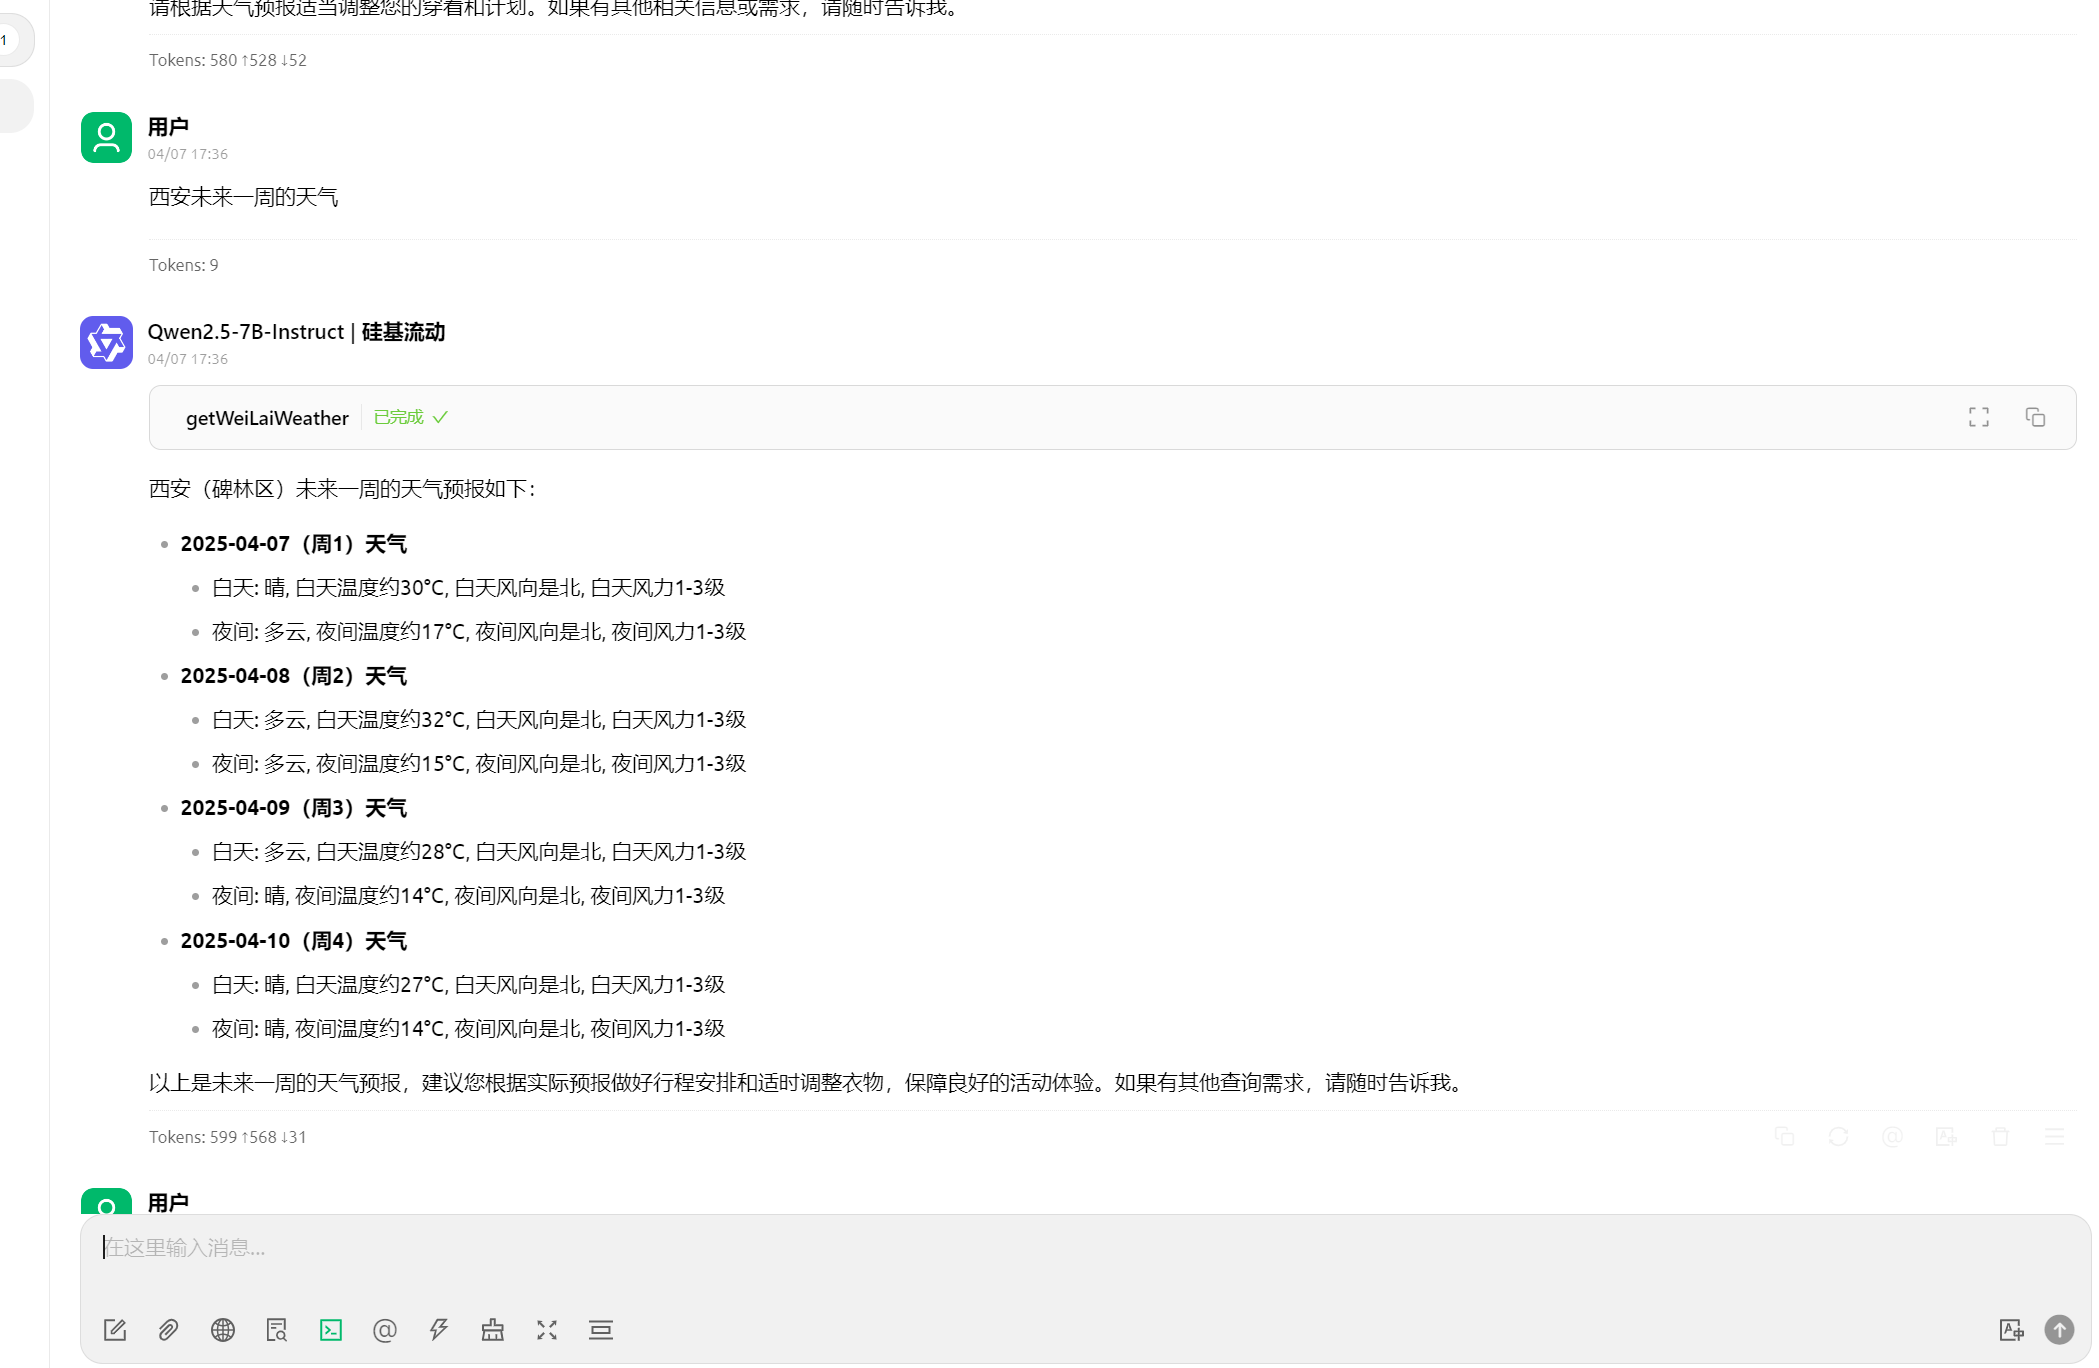 请根据天气预报适当调整您的穿着和计划。如果有其他相关信息或需求，请随时告诉我。
Tokens: 580 ↑528 ↓52
1
用户
04/07 17:36
西安未来一周的天气
Tokens: 9
Qwen2.5-7B-Instruct | 硅基流动
04/07 17:36
getWeiLaiWeather 已完成
西安（碑林区）未来一周的天气预报如下：
2025-04-07（周1）天气
白天: 晴, 白天温度约30°C, 白天风向是北, 白天风力1-3级
夜间: 多云, 夜间温度约17°C, 夜间风向是北, 夜间风力1-3级
2025-04-08（周2）天气
白天: 多云, 白天温度约32°C, 白天风向是北, 白天风力1-3级
夜间: 多云, 夜间温度约15°C, 夜间风向是北, 夜间风力1-3级
2025-04-09（周3）天气
白天: 多云, 白天温度约28°C, 白天风向是北, 白天风力1-3级
夜间: 晴, 夜间温度约14°C, 夜间风向是北, 夜间风力1-3级
2025-04-10（周4）天气
白天: 晴, 白天温度约27°C, 白天风向是北, 白天风力1-3级
夜间: 晴, 夜间温度约14°C, 夜间风向是北, 夜间风力1-3级
以上是未来一周的天气预报，建议您根据实际预报做好行程安排和适时调整衣物，保障良好的活动体验。如果有其他查询需求，请随时告诉我。
Tokens: 599 ↑568 ↓31
用户
在这里输入消息...